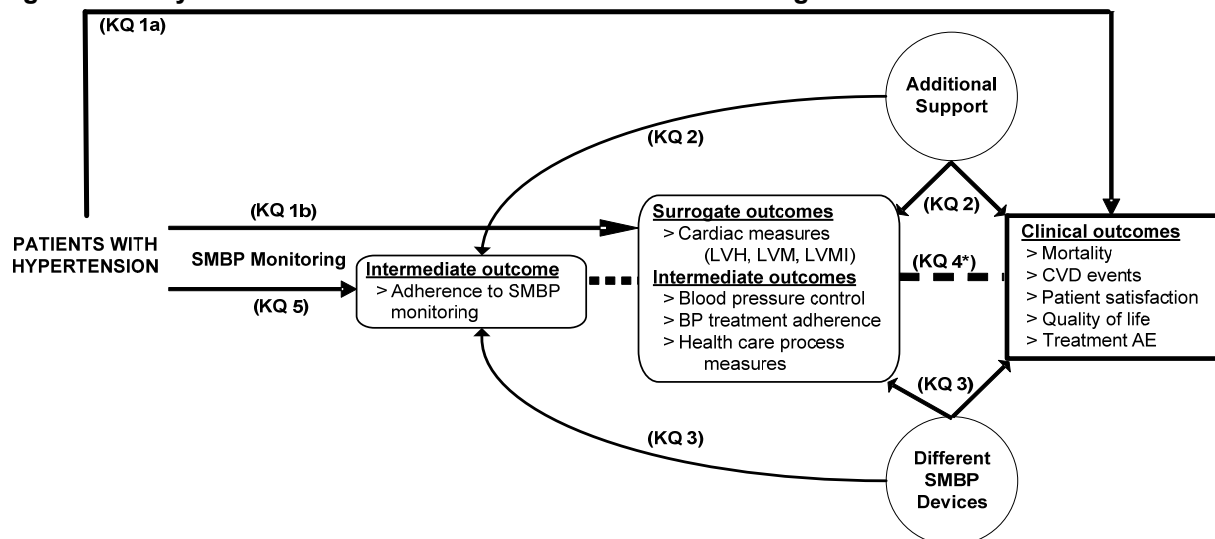 (KQ 1a)
Additional
Support
(KQ 2)
(KQ 1b)
(KQ 2)
PATIENTS WITH
HYPERTENSION
SMBP Monitoring
(KQ 5)
Intermediate outcome
> Adherence to SMBP
monitoring
Surrogate outcomes
> Cardiac measures
(LVH, LVM, LVMI)
Intermediate outcomes
> Blood pressure control
> BP treatment adherence
> Health care process
measures
(KQ 4*)
Clinical outcomes
> Mortality
> CVD events
> Patient satisfaction
> Quality of life
> Treatment AE
(KQ 3)
(KQ 3)
Different
SMBP
Devices